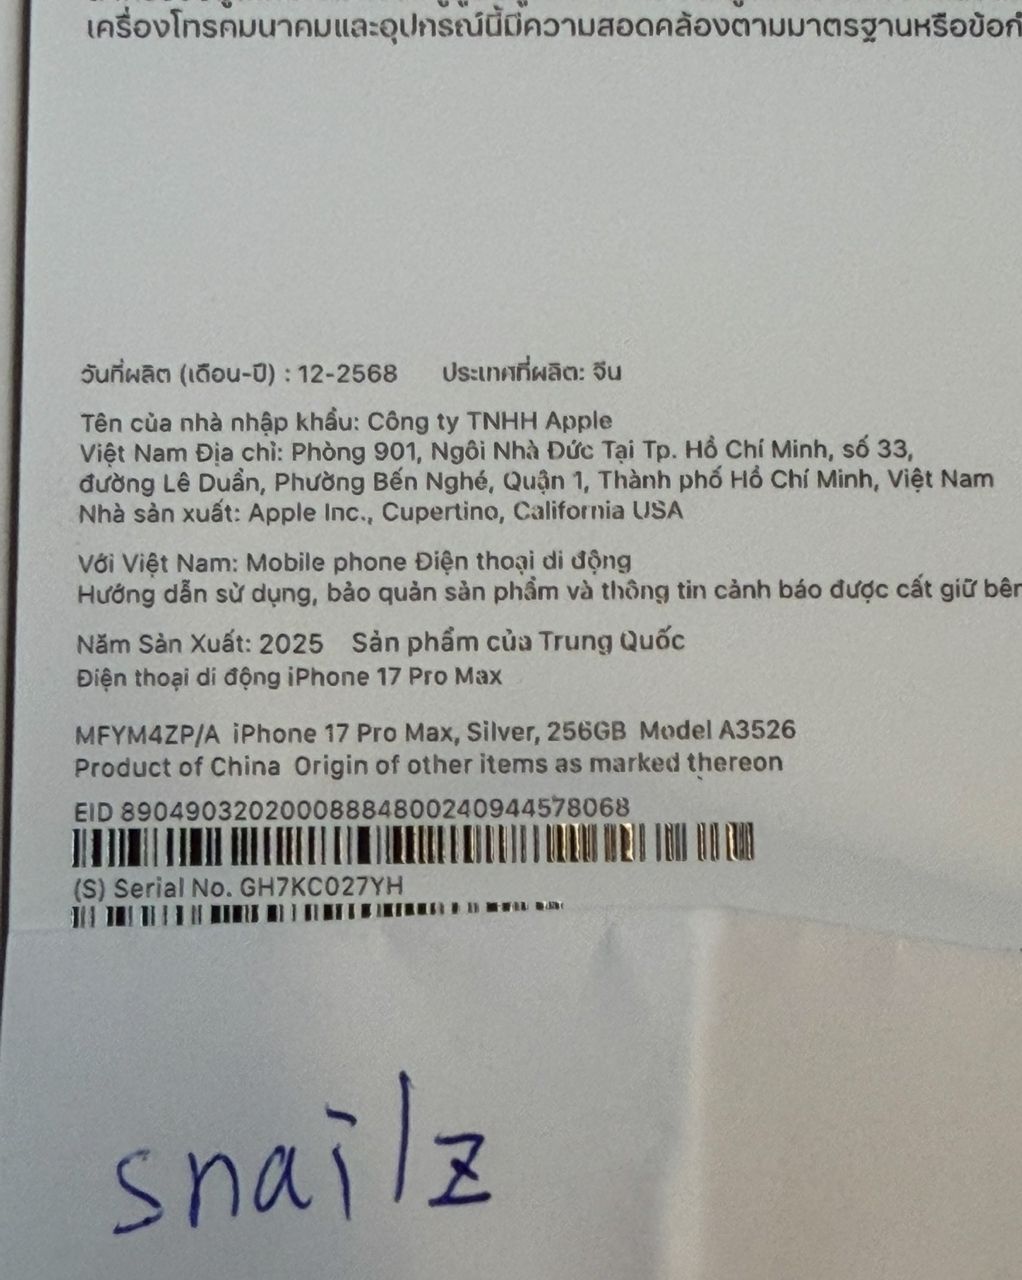 เครื่องโทรคมนาคมและอุปกรณ์นี้มีความสอดคล้องตามมาตรฐานหรือข้อกำ
วันที่ผลิต (เดือน-ปี) : 12-2568 ประเทศที่ผลิต: จีน
Tên của nhà nhập khẩu: Công ty TNHH Apple
Việt Nam Địa chỉ: Phòng 901, Ngôi Nhà Đức Tại Tp. Hồ Chí Minh, số 33,
đường Lê Duẩn, Phường Bến Nghé, Quận 1, Thành phố Hồ Chí Minh, Việt Nam
Nhà sản xuất: Apple Inc., Cupertino, California USA
Với Việt Nam: Mobile phone Điện thoại di động
Hướng dẫn sử dụng, bảo quản sản phẩm và thông tin cảnh báo được cất giữ bên
Năm Sản Xuất: 2025 Sản phẩm của Trung Quốc
Điện thoại di động iPhone 17 Pro Max
MFYM4ZP/A iPhone 17 Pro Max, Silver, 256GB Model A3526
Product of China Origin of other items as marked thereon
EID 89049032020008884800240944578068
(S) Serial No. GH7KC027YH
snailz